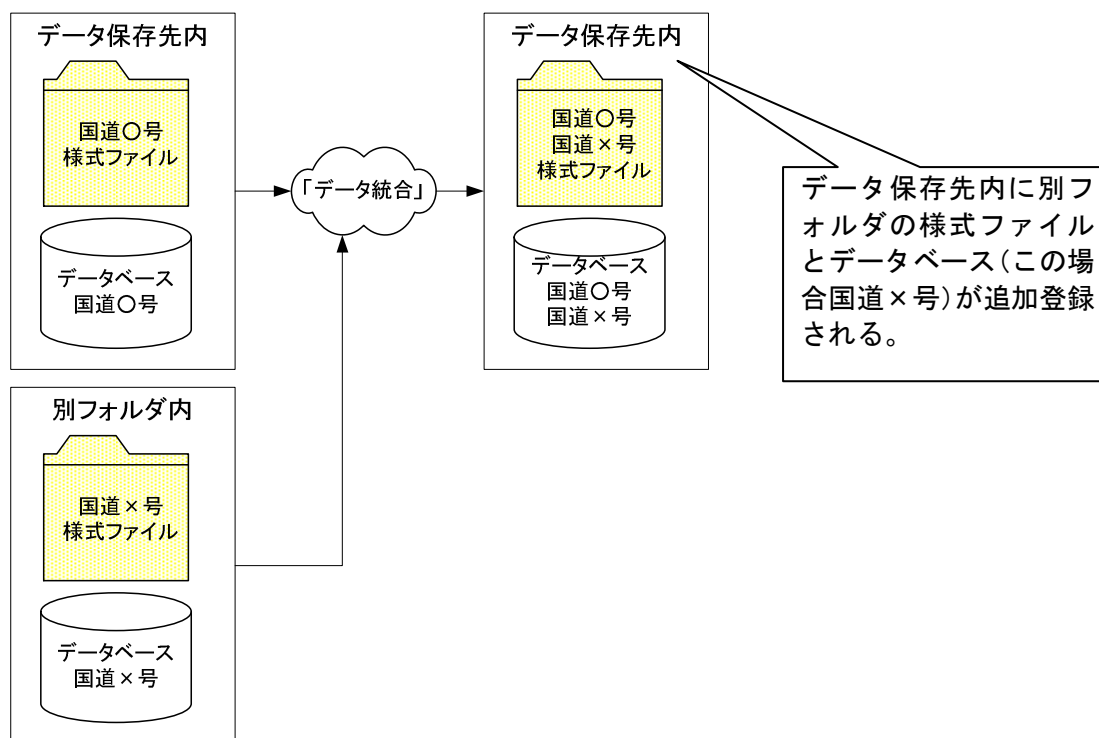 データ保存先内
国道〇号
様式ファイル
データベース
国道〇号
別フォルダ内
国道×号
様式ファイル
データベース
国道×号
「データ統合」
データ保存先内
国道〇号
国道×号
様式ファイル
データベース
国道〇号
国道×号
データ保存先内に別フ
ォルダの様式ファイル
とデータベース（この場
合国道×号）が追加登録
される。